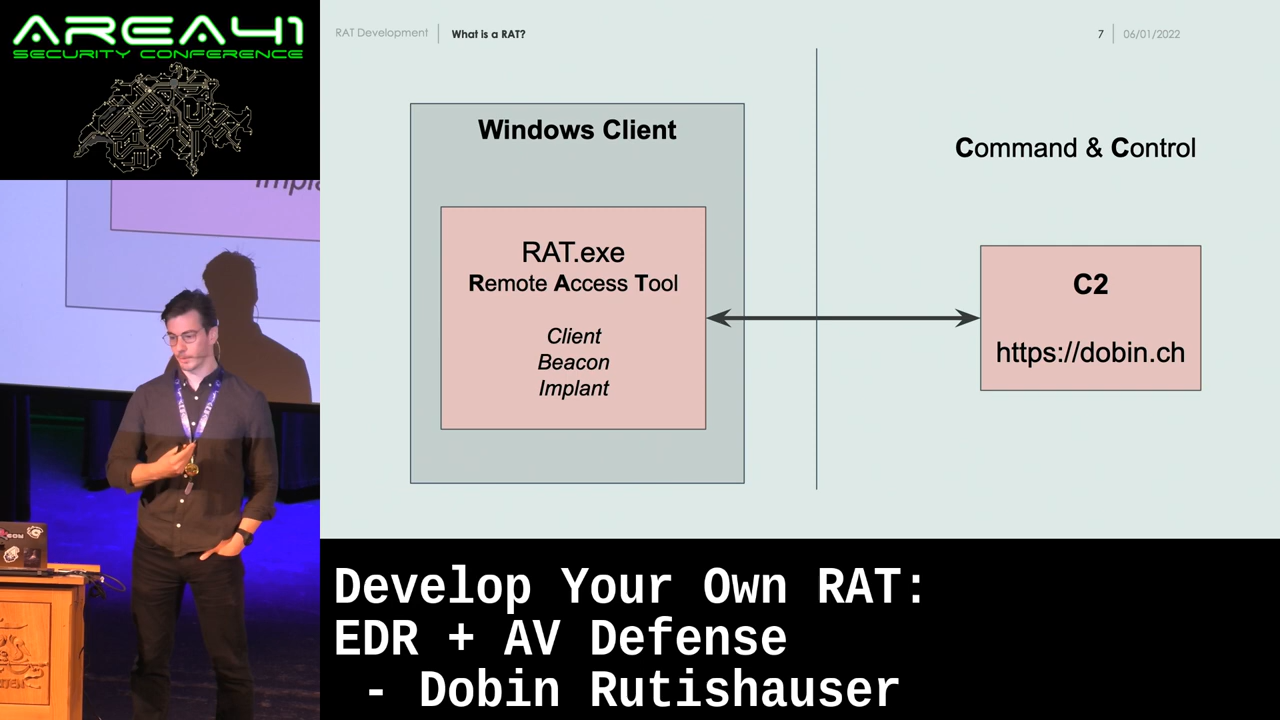 AREA41
SECURITY CONFERENCE
RAT Development
What is a RAT?
7
06/01/2022
Windows Client
Command & Control
RAT.exe
Remote Access Tool
Client
Beacon
Implant
C2
https://dobin.ch
Develop Your Own RAT:
EDR + AV Defense
- Dobin Rutishauser